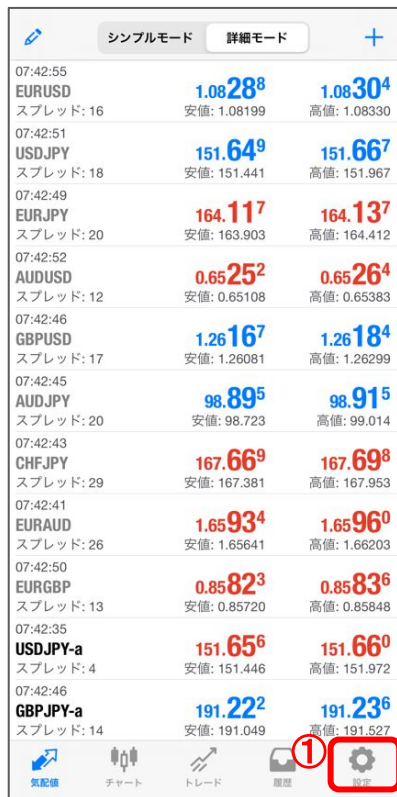 シンプルモード 詳細モード
07:42:55
EURUSD 1.08288 1.08304
スプレッド: 16 安値: 1.08199 高値: 1.08330
07:42:51
USDJPY 151.649 151.667
スプレッド: 18 安値: 151.441 高値: 151.967
07:42:49
EURJPY 164.117 164.137
スプレッド: 20 安値: 163.903 高値: 164.412
07:42:52
AUDUSD 0.65252 0.65264
スプレッド: 12 安値: 0.65108 高値: 0.65383
07:42:46
GBPUSD 1.26167 1.26184
スプレッド: 17 安値: 1.26081 高値: 1.26299
07:42:45
AUDJPY 98.895 98.915
スプレッド: 20 安値: 98.723 高値: 99.014
07:42:43
CHFJPY 167.669 167.698
スプレッド: 29 安値: 167.381 高値: 167.953
07:42:41
EURAUD 1.65934 1.65960
スプレッド: 26 安値: 1.65641 高値: 1.66203
07:42:50
EURGBP 0.85823 0.85836
スプレッド: 13 安値: 0.85720 高値: 0.85848
07:42:35
USDJPY-a 151.656 151.660
スプレッド: 4 安値: 151.446 高値: 151.972
07:42:46
GBPJPY-a 191.222 191.236
スプレッド: 14 安値: 191.049 高値: 191.527
①
気配値 チャート トレード 履歴 設定